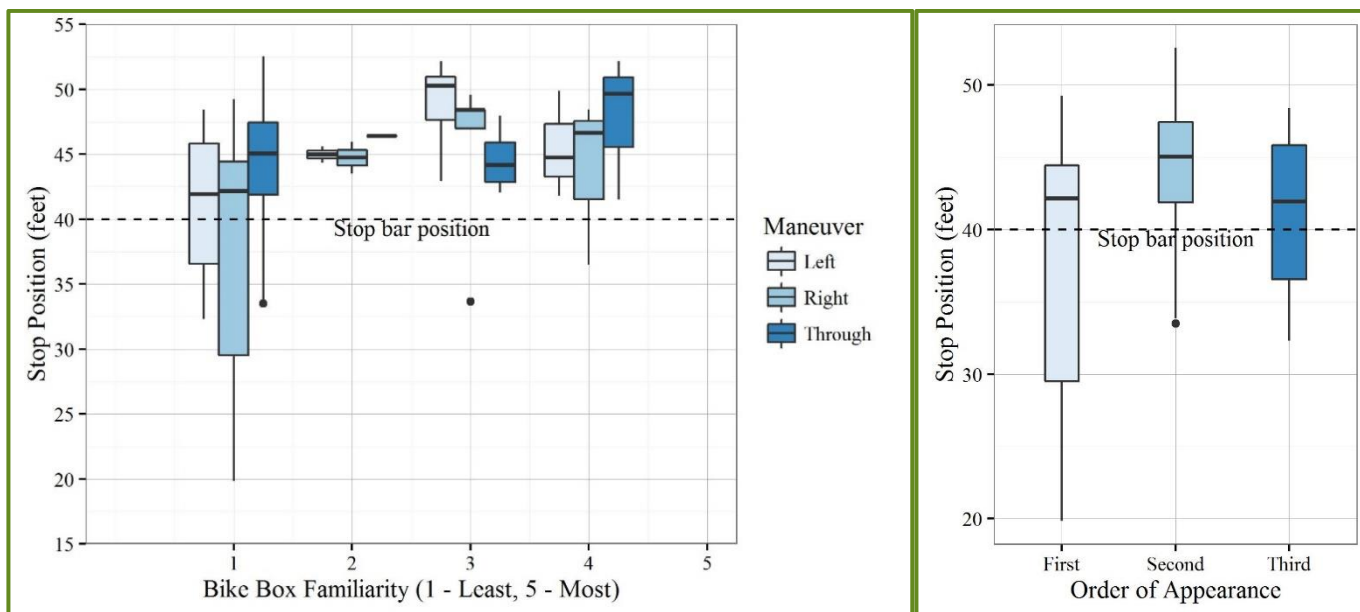 55
50
45
40
35
30
25
20
15
Stop Position (feet)
Stop bar position
1
2
3
4
5
Bike Box Familiarity (1 - Least, 5 - Most)
Maneuver
Left
Right
Through
50
40
30
20
Stop Position (feet)
Stop bar position
First
Second
Third
Order of Appearance